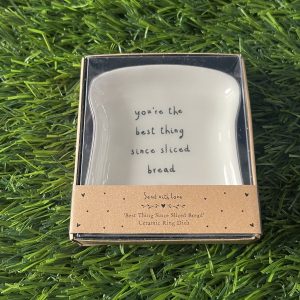 you're the
best thing
since sliced
bread
Send with love
'Best Thing Since Sliced Bread'
Ceramic Ring Dish